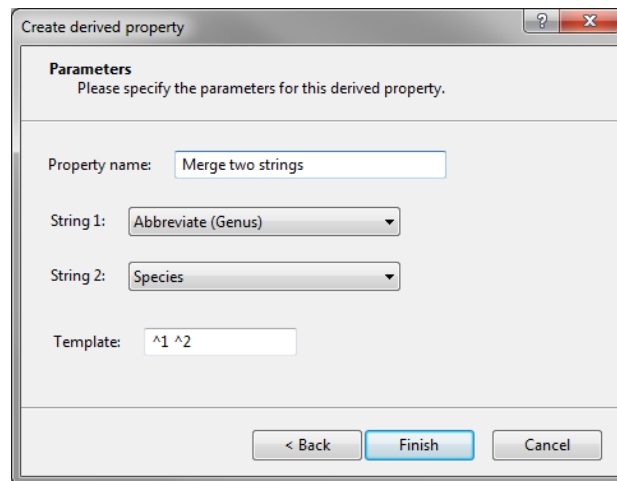 Create derived property
?
Parameters
Please specify the parameters for this derived property.
Property name: Merge two strings
String 1: Abbreviate (Genus)
String 2: Species
Template: ^1 ^2
< Back Finish Cancel